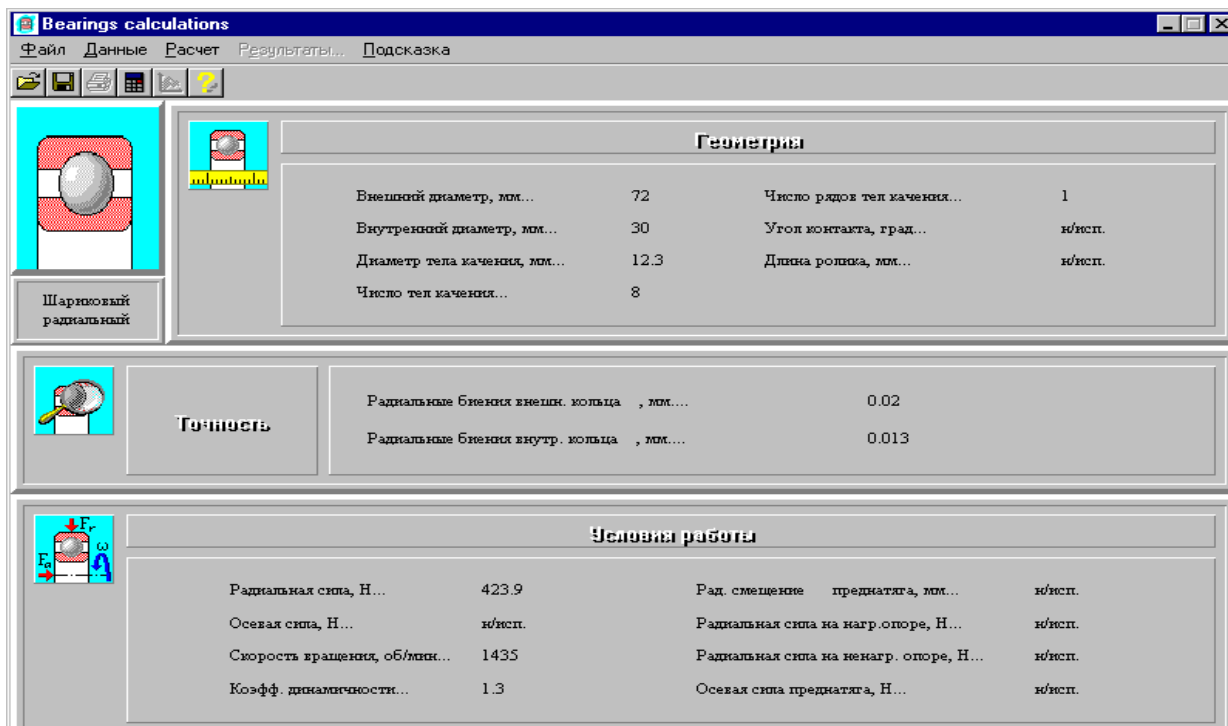 Bearings calculations
Файл Данные Расчет Результаты... Подсказка
Геометрия
Внешний диаметр, мм... 72 Число рядов тел качения... 1
Внутренний диаметр, мм... 30 Угол контакта, град... н/исп.
Диаметр тела качения, мм... 12.3 Длина ролика, мм... н/исп.
Число тел качения... 8
Шариковый
радиальный
Точность
Радиальные биения внешн. кольца , мм.... 0.02
Радиальные биения внутр. кольца , мм.... 0.013
Fr
ω
Fa
Условия работы
Радиальная сила, Н... 423.9 Рад. смещение преднатяга, мм... н/исп.
Осевая сила, Н... н/исп. Радиальная сила на нагр.опоре, Н... н/исп.
Скорость вращения, об/мин... 1435 Радиальная сила на ненагр. опоре, Н... н/исп.
Коэфф. динамичности... 1.3 Осевая сила преднатяга, Н... н/исп.